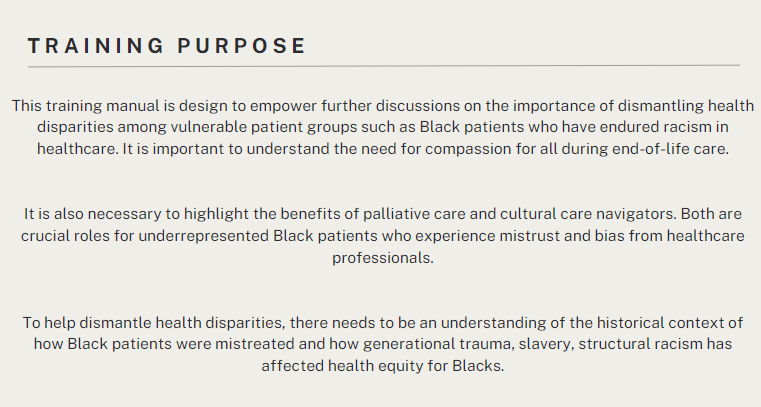 TRAINING PURPOSE
This training manual is design to empower further discussions on the importance of dismantling health
disparities among vulnerable patient groups such as Black patients who have endured racism in
healthcare. It is important to understand the need for compassion for all during end-of-life care.
It is also necessary to highlight the benefits of palliative care and cultural care navigators. Both are
crucial roles for underrepresented Black patients who experience mistrust and bias from healthcare
professionals.
To help dismantle health disparities, there needs to be an understanding of the historical context of
how Black patients were mistreated and how generational trauma, slavery, structural racism has
affected health equity for Blacks.